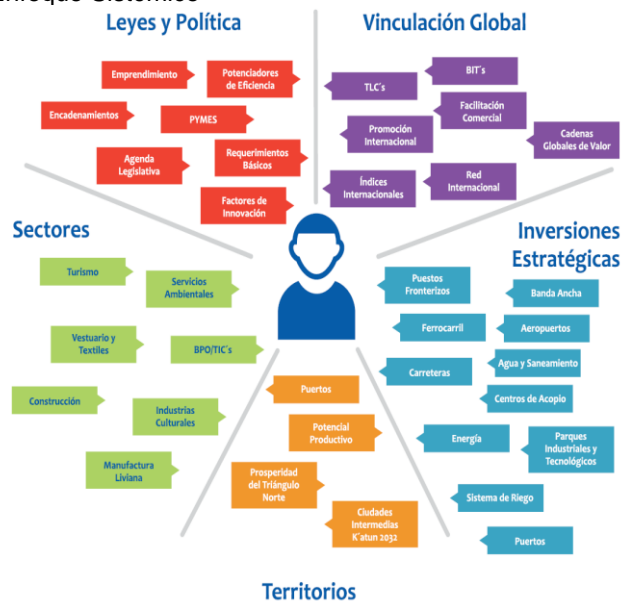 Enfoque Sistémico
Leyes y Política
Vinculación Global
Emprendimiento
Potenciadores
de Eficiencia
Encadenamientos
PYMES
Agenda
Legislativa
Requerimientos
Básicos
Factores de
Innovación
TLC´s
BIT´s
Promoción
Internacional
Facilitación
Comercial
Cadenas
Globales de Valor
Índices
Internacionales
Red
Internacional
Sectores
Turismo
Servicios
Ambientales
Vestuario y
Textiles
BPO/TIC´s
Construcción
Industrias
Culturales
Manufactura
Liviana
Inversiones
Estratégicas
Puestos
Fronterizos
Banda Ancha
Ferrocarril
Aeropuertos
Carreteras
Agua y Saneamiento
Centros de Acopio
Energía
Parques
Industriales y
Tecnológicos
Sistema de Riego
Puertos
Puertos
Potencial
Productivo
Prosperidad
del Triángulo
Norte
Ciudades
Intermedias
K´atun 2032
Territorios